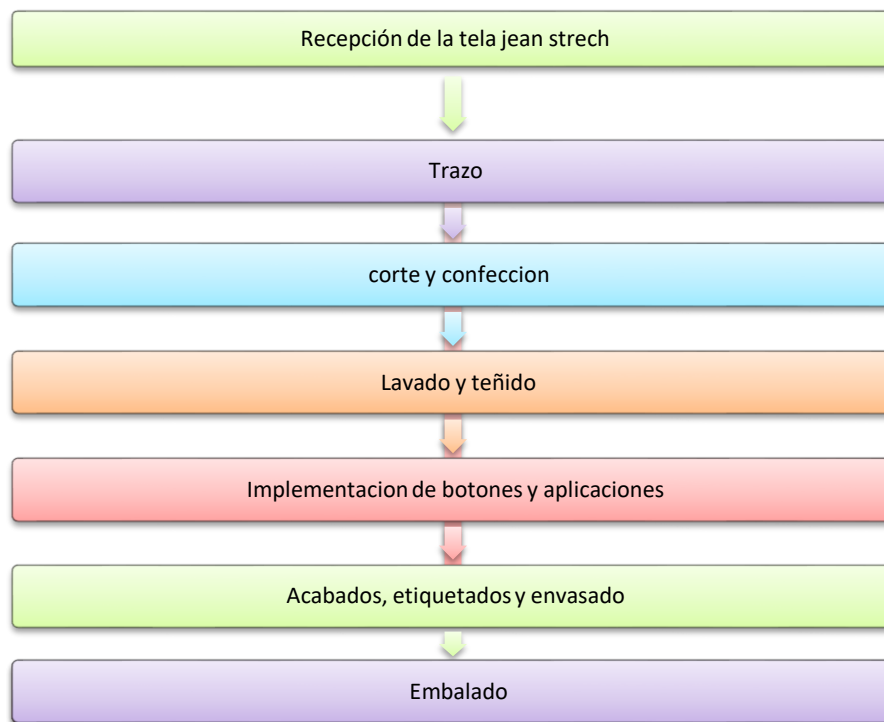 Recepción de la tela jean strech
Trazo
corte y confeccion
Lavado y teñido
Implementacion de botones y aplicaciones
Acabados, etiquetados y envasado
Embalado